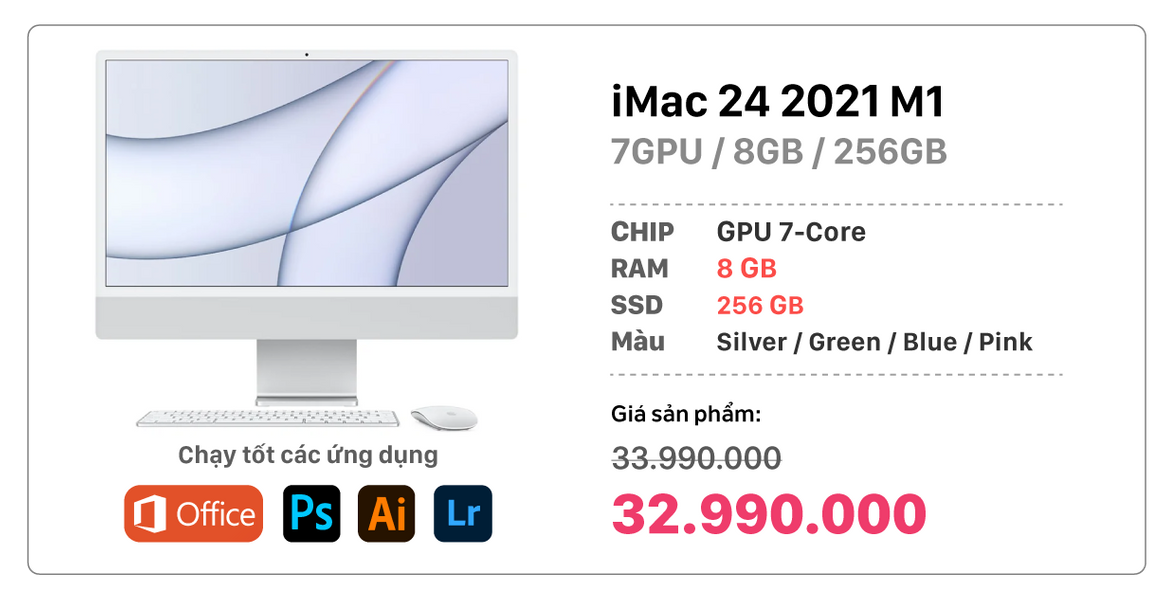 iMac 24 2021 M1
7GPU / 8GB / 256GB
CHIP GPU 7-Core
RAM 8 GB
SSD 256 GB
Màu Silver / Green / Blue / Pink
Giá sản phẩm:
33.990.000
32.990.000
Chạy tốt các ứng dụng
Office Ps Ai Lr